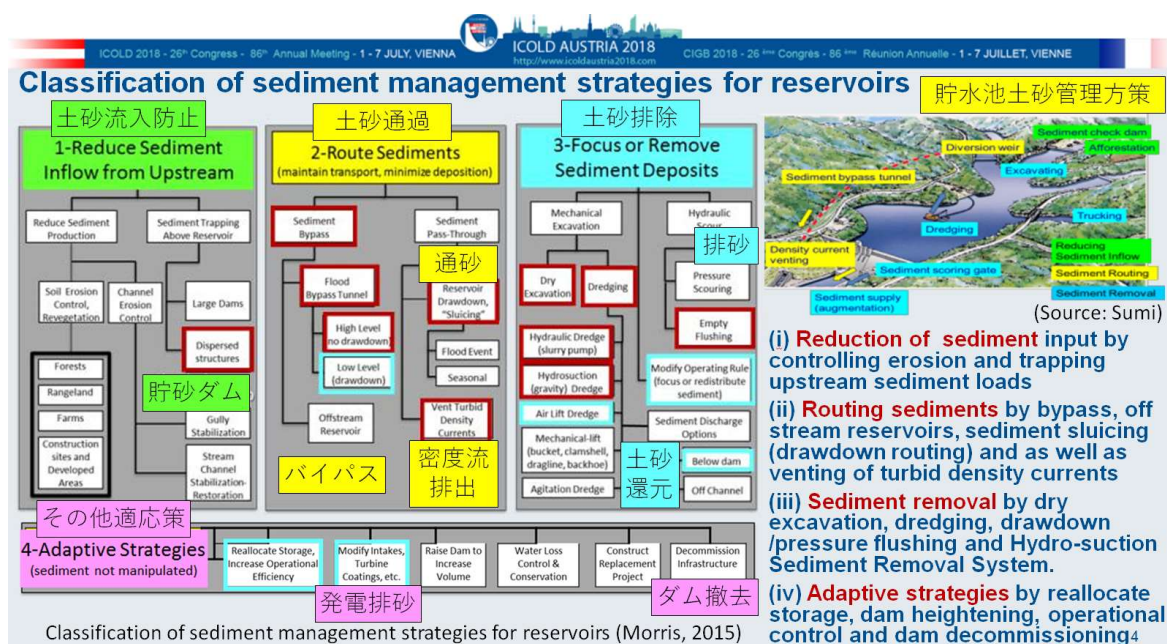 ICOLD 2018 - 26th Congress - 86th Annual Meeting - 1 - 7 JULY, VIENNA
ICOLD AUSTRIA 2018
http://www.icoldaustria2018.com
CIGB 2018 - 26 ème Congrès - 86 ème Réunion Annuelle - 1 - 7 JUILLET, VIENNE
Classification of sediment management strategies for reservoirs
貯水池土砂管理方策
土砂流入防止
1-Reduce Sediment
Inflow from Upstream
Reduce Sediment
Production
Sediment Trapping
Above Reservoir
Soil Erosion
Control,
Revegetation
Channel
Erosion
Control
Large Dams
Dispersed
structures
貯砂ダム
Forests
Rangeland
Farms
Construction
sites and
Developed
Areas
Gully
Stabilization
Stream
Channel
Stabilization-
Restoration
土砂通過
2-Route Sediments
(maintain transport, minimize deposition)
Sediment
Bypass
Sediment
Pass-Through
通砂
Flood
Bypass Tunnel
Reservoir
Drawdown,
"Sluicing"
High Level
no drawdown
Low Level
(drawdown)
Flood Event
Seasonal
Offstream
Reservoir
Vent Turbid
Density
Currents
バイパス
密度流
排出
土砂排除
3-Focus or Remove
Sediment Deposits
Mechanical
Excavation
Hydraulic
Scour
排砂
Dry
Excavation
Dredging
Pressure
Scouring
Empty
Flushing
Hydraulic Dredge
(slurry pump)
Hydrosuction
(gravity) Dredge
Air Lift Dredge
Mechanical-lift
(bucket, clamshell,
dragline, backhoe)
Agitation Dredge
Modify Operating Rule
(focus or redistribute
sediment)
Sediment Discharge
Options
土砂
還元
Below dam
Off Channel
その他適応策
4-Adaptive Strategies
(sediment not manipulated)
Reallocate Storage,
Increase Operational
Efficiency
Modify Intakes,
Turbine
Coatings, etc.
Raise Dam to
Increase
Volume
Water Loss
Control &
Conservation
Construct
Replacement
Project
Decommission
Infrastructure
発電排砂
ダム撤去
Classification of sediment management strategies for reservoirs (Morris, 2015)
Sediment check dam
Diversion weir
Afforestation
Excavating
Sediment bypass tunnel
Trucking
Dredging
Density current
venting
Reducing
Sediment Inflow
Sediment scoring gate
Sediment Routing
Sediment supply
(augmentation)
Sediment Removal
(Source: Sumi)
(i) Reduction of sediment input by
controlling erosion and trapping
upstream sediment loads
(ii) Routing sediments by bypass, off
stream reservoirs, sediment sluicing
(drawdown routing) and as well as
venting of turbid density currents
(iii) Sediment removal by dry
excavation, dredging, drawdown
/pressure flushing and Hydro-suction
Sediment Removal System.
(iv) Adaptive strategies by reallocate
storage, dam heightening, operational
control and dam decommissioning
4